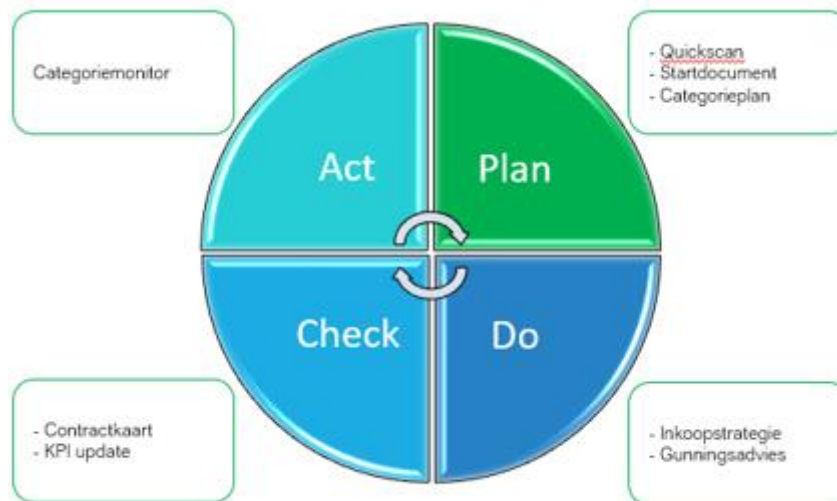 Categoriemonitor
- Quickscan
- Startdocument
- Categorieplan
Act
Plan
Check
Do
- Contractkaart
- KPI update
- Inkoopstrategie
- Gunningsadvies